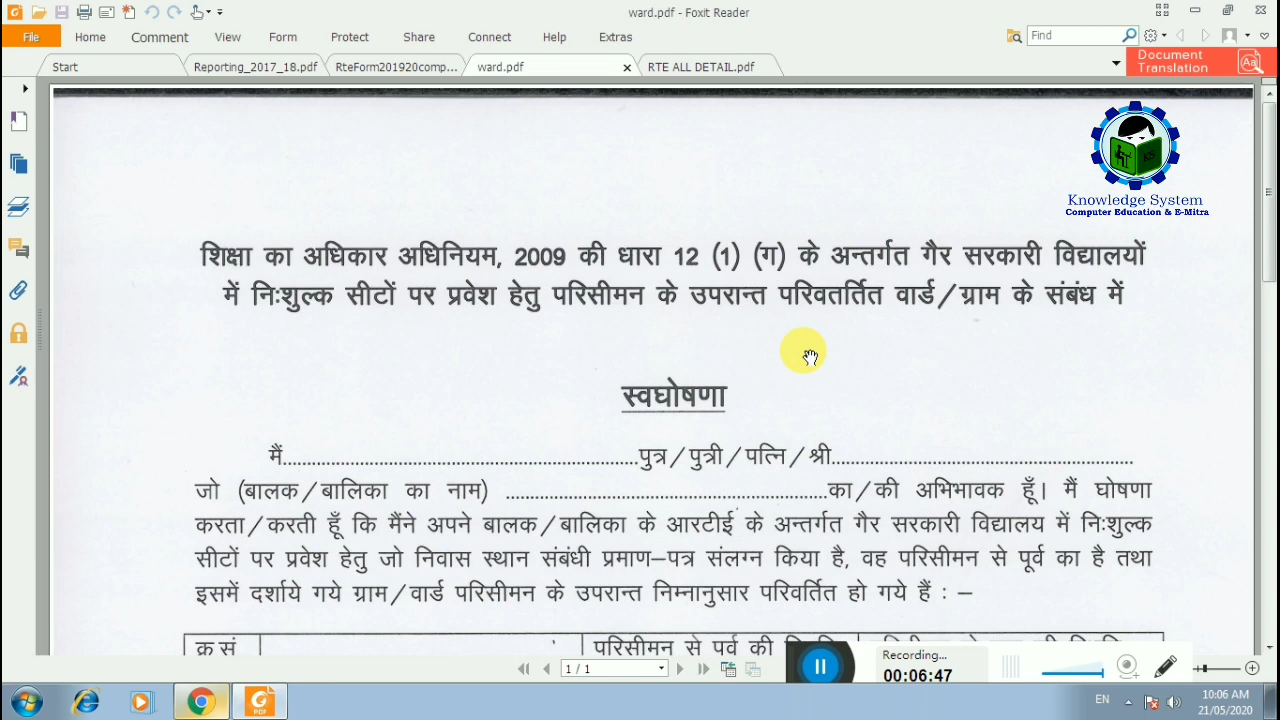 ward.pdf - Foxit Reader
File Home Comment View Form Protect Share Connect Help Extras
Find
Start Reporting_2017_18.pdf RteForm201920comp... ward.pdf RTE ALL DETAIL.pdf
Document
Translation
Knowledge System
Computer Education & E-Mitra
शिक्षा का अधिकार अधिनियम, 2009 की धारा 12 (1) (ग) के अन्तर्गत गैर सरकारी विद्यालयों
में निःशुल्क सीटों पर प्रवेश हेतु परिसीमन के उपरान्त परिवतर्तित वार्ड/ग्राम के संबंध में
स्वघोषणा
मैं..............................................................पुत्र/पुत्री/पत्नि/श्री.....................................................
जो (बालक/बालिका का नाम) .........................................................का/की अभिभावक हूँ। मैं घोषणा
करता/करती हूँ कि मैंने अपने बालक/बालिका के आरटीई के अन्तर्गत गैर सरकारी विद्यालय में निःशुल्क
सीटों पर प्रवेश हेतु जो निवास स्थान संबंधी प्रमाण–पत्र संलग्न किया है, वह परिसीमन से पूर्व का है तथा
इसमें दर्शाये गये ग्राम/वार्ड परिसीमन के उपरान्त निम्नानुसार परिवर्तित हो गये हैं : –
क्र सं परिसीमन से पूर्व की
1 / 1
Recording...
00:06:47
EN
10:06 AM
21/05/2020